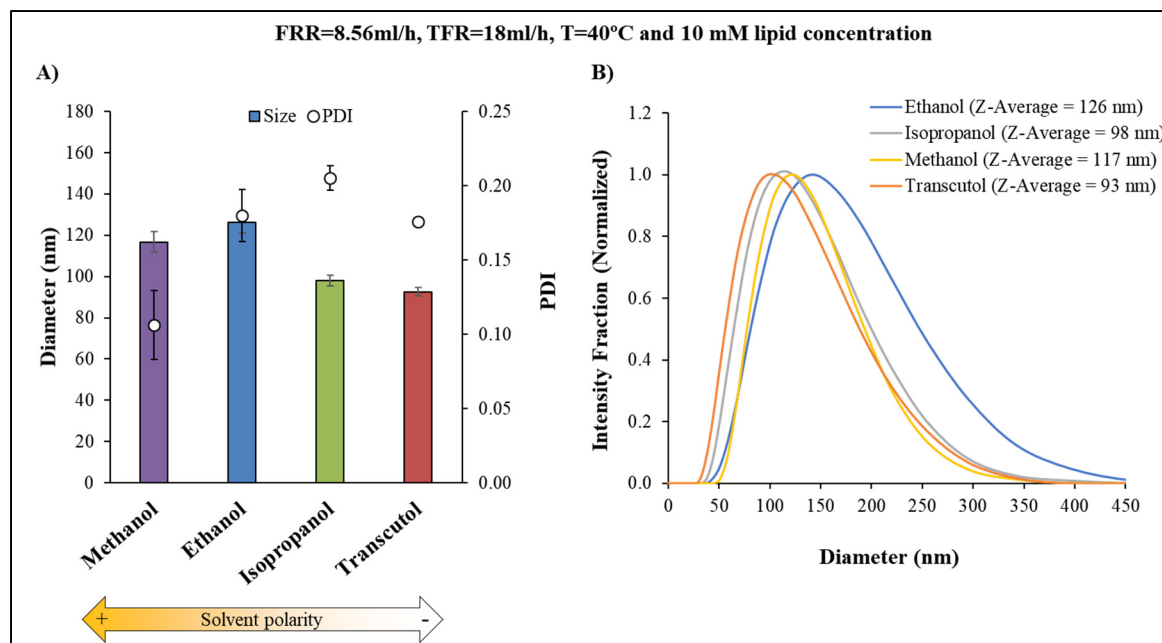 FRR=8.56ml/h, TFR=18ml/h, T=40ºC and 10 mM lipid concentration
A)
Size
PDI
Diameter (nm)
180
160
140
120
100
80
60
40
20
0
0.25
0.20
0.15
0.10
0.05
0.00
PDI
Methanol
Ethanol
Isopropanol
Transcutol
+ Solvent polarity -
B)
Ethanol (Z-Average = 126 nm)
Isopropanol (Z-Average = 98 nm)
Methanol (Z-Average = 117 nm)
Transcutol (Z-Average = 93 nm)
Intensity Fraction (Normalized)
1.2
1.0
0.8
0.6
0.4
0.2
0.0
0 50 100 150 200 250 300 350 400 450
Diameter (nm)